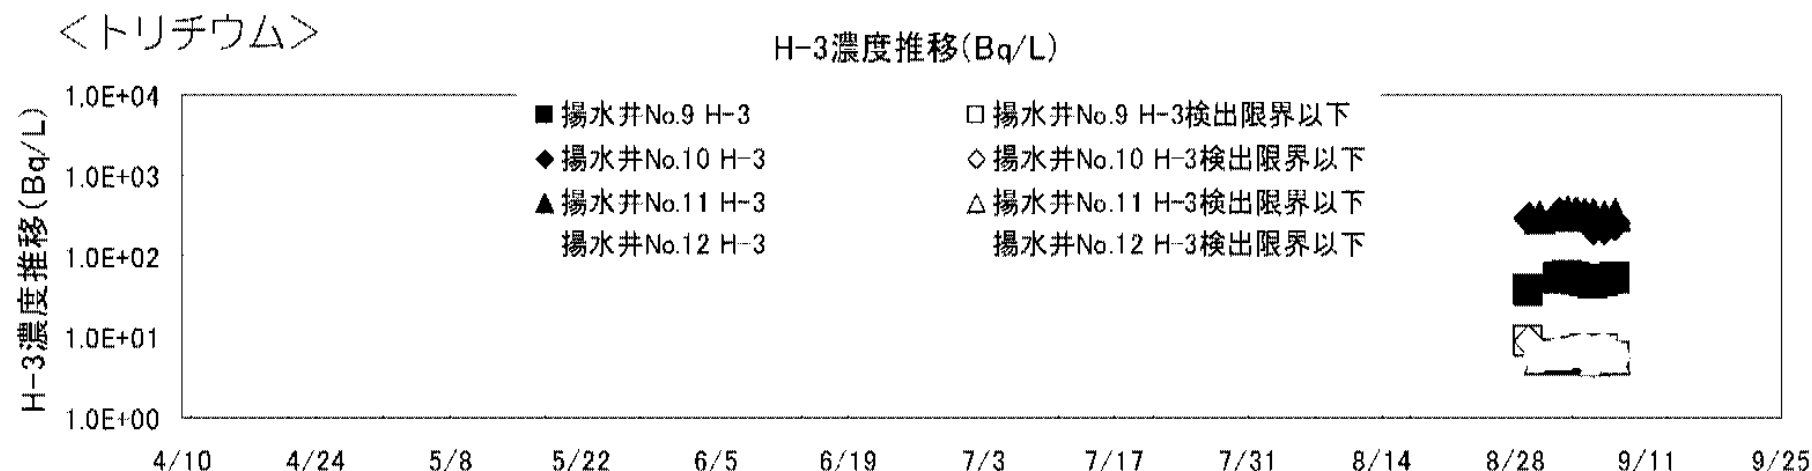 ＜トリチウム＞
H-3濃度推移(Bq/L)
H-3濃度推移(Bq/L)
1.0E+04
1.0E+03
1.0E+02
1.0E+01
1.0E+00
揚水井No.9 H-3
揚水井No.9 H-3検出限界以下
揚水井No.10 H-3
揚水井No.10 H-3検出限界以下
揚水井No.11 H-3
揚水井No.11 H-3検出限界以下
揚水井No.12 H-3
揚水井No.12 H-3検出限界以下
4/10 4/24 5/8 5/22 6/5 6/19 7/3 7/17 7/31 8/14 8/28 9/11 9/25